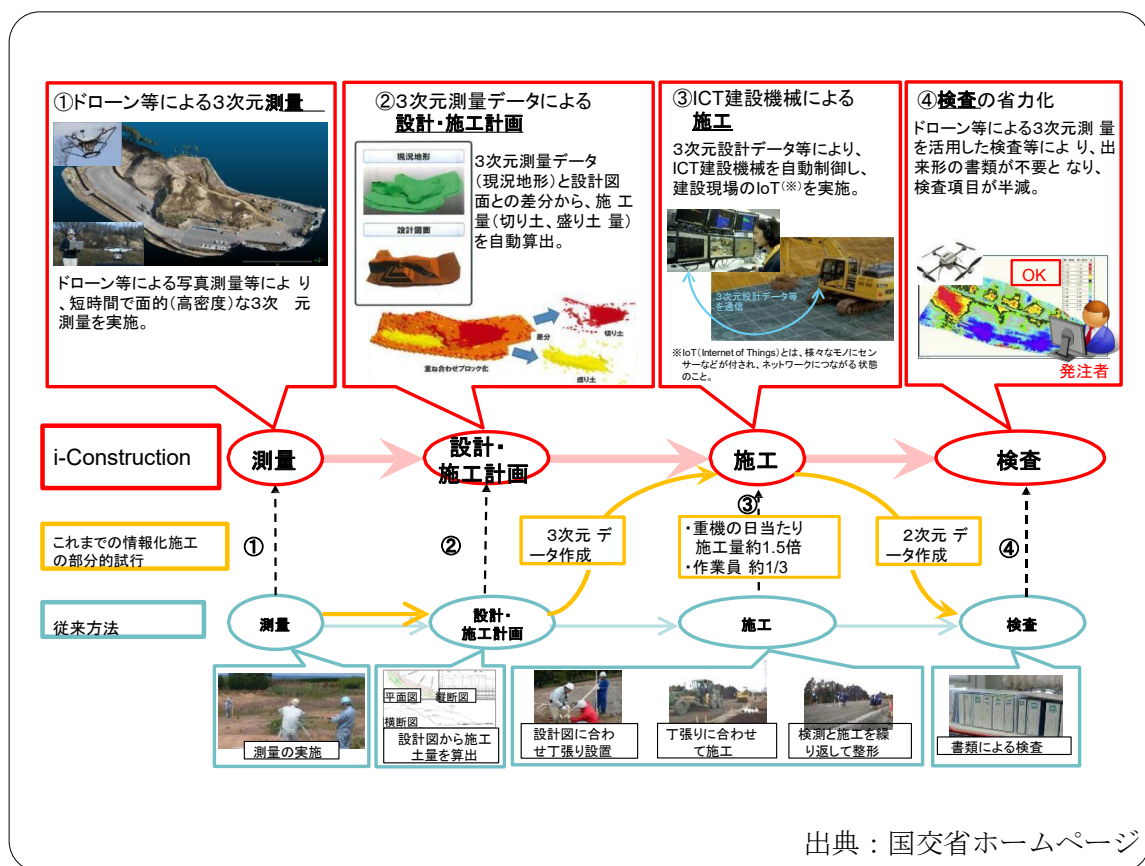 ①ドローン等による3次元測量
ドローン等による写真測量等によ り
、短時間で面的(高密度)な3次 元
測量を実施。
②3次元測量データによる
設計・施工計画
現況地形
設計図面
3次元測量データ
(現況地形)と設計図
面との差分から、施 工
量(切り土、盛り土 量)
を自動算出。
差分
切り土
重ね合わせブロック化
盛り土
③ICT建設機械による
施工
3次元設計データ等により、
ICT建設機械を自動制御し、
建設現場のIoT(※)を実施。
3次元設計データ等
を通信
※IoT(Internet of Things)とは、様々なモノにセン
サーなどが付され、ネットワークにつながる状態
のこと。
④検査の省力化
ドローン等による3次元測 量
を活用した検査等によ り、出
来形の書類が不要と なり、
検査項目が半減。
OK
発注者
i-Construction
測量
設計・
施工計画
施工
検査
これまでの情報化施工
の部分的試行
①
②
3次元 デ
ータ作成
③
・重機の日当たり
施工量約1.5倍
・作業員 約1/3
2次元 デ
ータ作成
④
従来方法
測量
設計・
施工計画
施工
検査
測量の実施
平面図
縦断図
横断図
設計図から施工
土量を算出
設計図に合わ
せ丁張り設置
丁張りに合わせ
て施工
検測と施工を繰
り返して整形
書類による検査
出典：国交省ホームページ